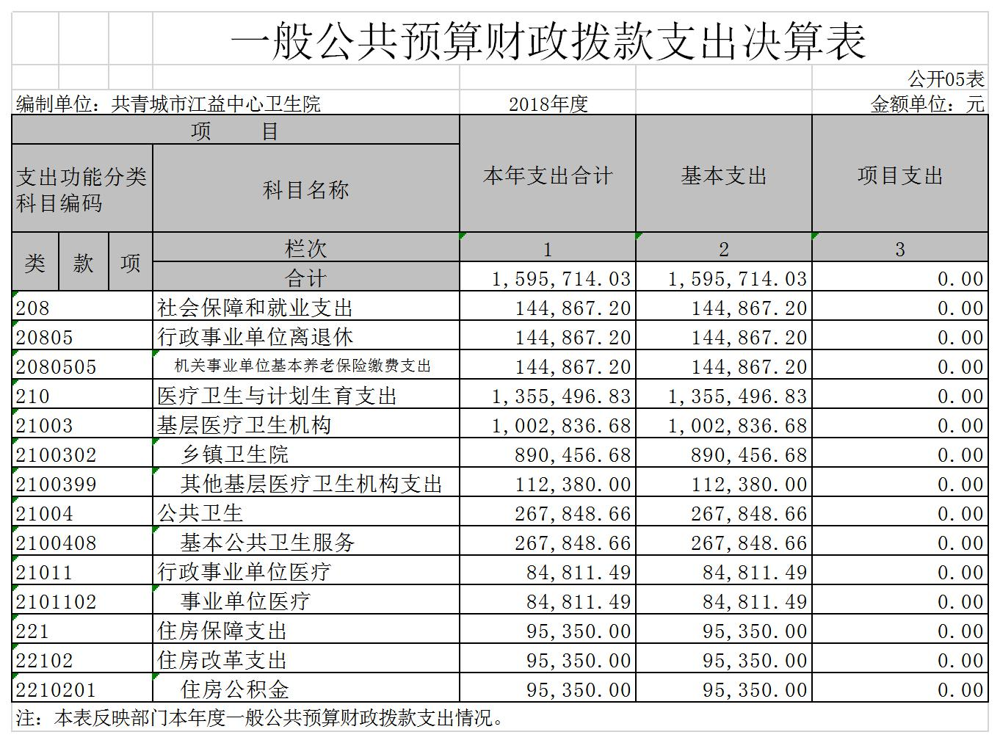 一般公共预算财政拨款支出决算表
公开05表
编制单位：共青城市江益中心卫生院 2018年度 金额单位：元
项 目 本年支出合计 基本支出 项目支出
支出功能分类
科目编码 科目名称
类 款 项 栏次 1 2 3
合计 1,595,714.03 1,595,714.03 0.00
208 社会保障和就业支出 144,867.20 144,867.20 0.00
20805 行政事业单位离退休 144,867.20 144,867.20 0.00
2080505 机关事业单位基本养老保险缴费支出 144,867.20 144,867.20 0.00
210 医疗卫生与计划生育支出 1,355,496.83 1,355,496.83 0.00
21003 基层医疗卫生机构 1,002,836.68 1,002,836.68 0.00
2100302 乡镇卫生院 890,456.68 890,456.68 0.00
2100399 其他基层医疗卫生机构支出 112,380.00 112,380.00 0.00
21004 公共卫生 267,848.66 267,848.66 0.00
2100408 基本公共卫生服务 267,848.66 267,848.66 0.00
21011 行政事业单位医疗 84,811.49 84,811.49 0.00
2101102 事业单位医疗 84,811.49 84,811.49 0.00
221 住房保障支出 95,350.00 95,350.00 0.00
22102 住房改革支出 95,350.00 95,350.00 0.00
2210201 住房公积金 95,350.00 95,350.00 0.00
注：本表反映部门本年度一般公共预算财政拨款支出情况。